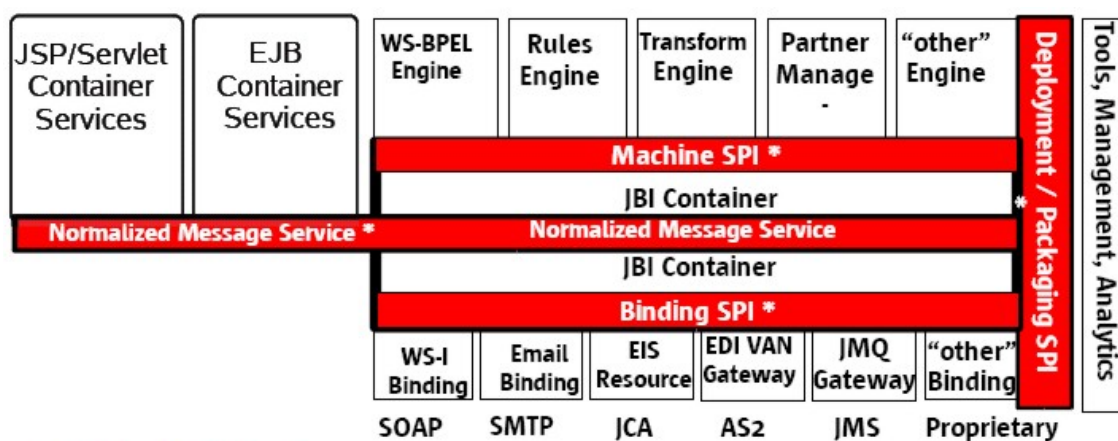 JSP/Servlet
Container
Services
EJB
Container
Services
WS-BPEL
Engine
Rules
Engine
Transform
Engine
Partner
Manage
-
“other”
Engine
Machine SPI *
JBI Container
Normalized Message Service *
Normalized Message Service
JBI Container
Binding SPI *
WS-I
Binding
Email
Binding
EIS
Resource
EDI VAN
Gateway
JMQ
Gateway
“other”
Binding
SOAP
SMTP
JCA
AS2
JMS
Proprietary
*
Deployment / Packaging SPI
Tools, Management, Analytics